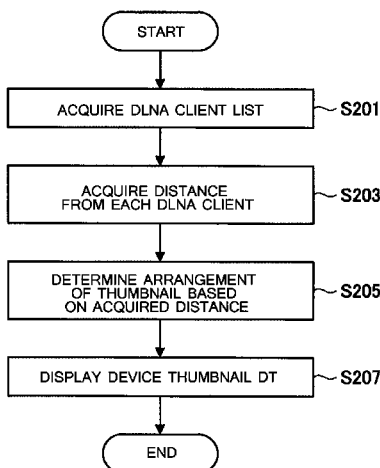 START
ACQUIRE DLNA CLIENT LIST
S201
ACQUIRE DISTANCE
FROM EACH DLNA CLIENT
S203
DETERMINE ARRANGEMENT
OF THUMBNAIL BASED
ON ACQUIRED DISTANCE
S205
DISPLAY DEVICE THUMBNAIL DT
S207
END